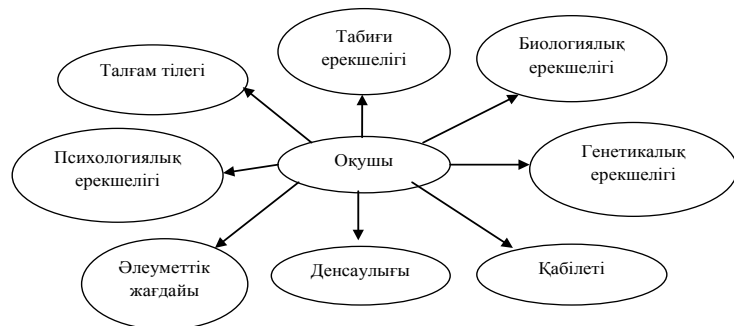 Табиғи
ерекшелігі
Биологиялық
ерекшелігі
Талғам тілегі
Психологиялық
ерекшелігі
Оқушы
Генетикалық
ерекшелігі
Әлеуметтік
жағдайы
Денсаулығы
Қабілеті